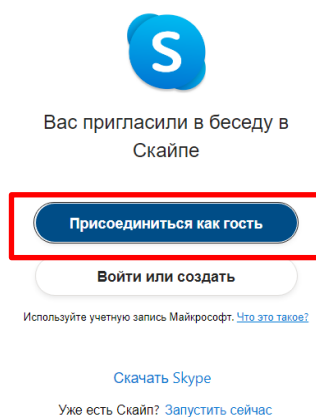 S
Вас пригласили в беседу в
Скайпе
Присоединиться как гость
Войти или создать
Используйте учетную запись Майкрософт. Что это такое?
Скачать Skype
Уже есть Скайп? Запустить сейчас